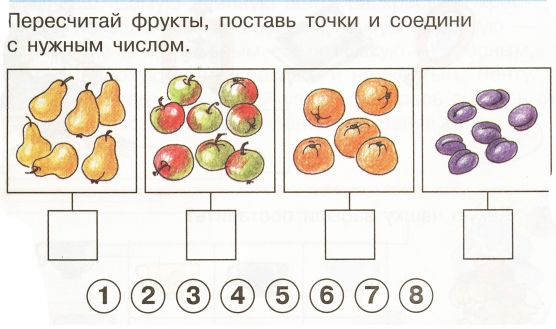 Пересчитай фрукты, поставь точки и соедини
с нужным числом.
1 2 3 4 5 6 7 8